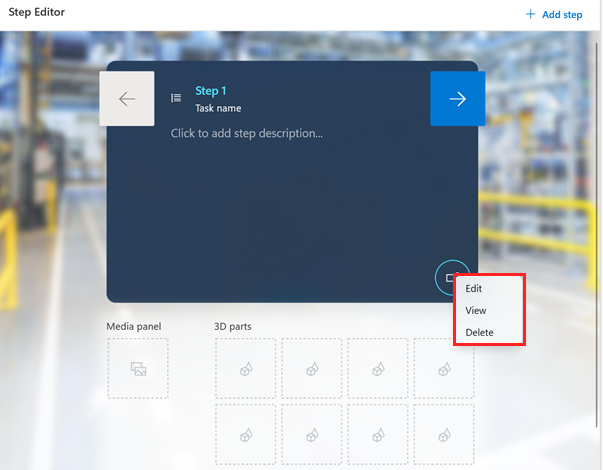 Step Editor
+ Add step
Step 1
Task name
Click to add step description...
Edit
View
Delete
Media panel
3D parts